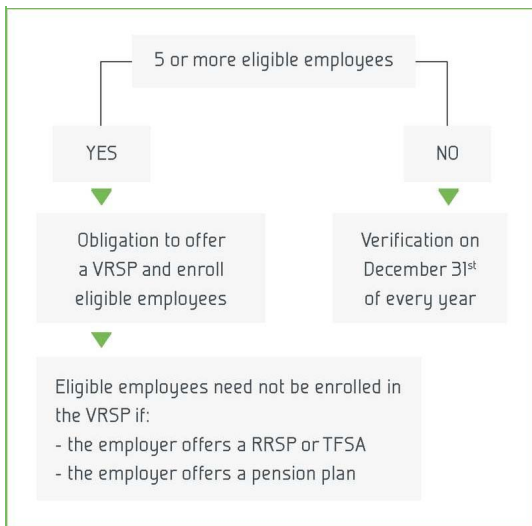 5 or more eligible employees
YES
NO
Obligation to offer
a VRSP and enroll
eligible employees
Verification on
December 31st
of every year
Eligible employees need not be enrolled in
the VRSP if:
- the employer offers a RRSP or TFSA
- the employer offers a pension plan